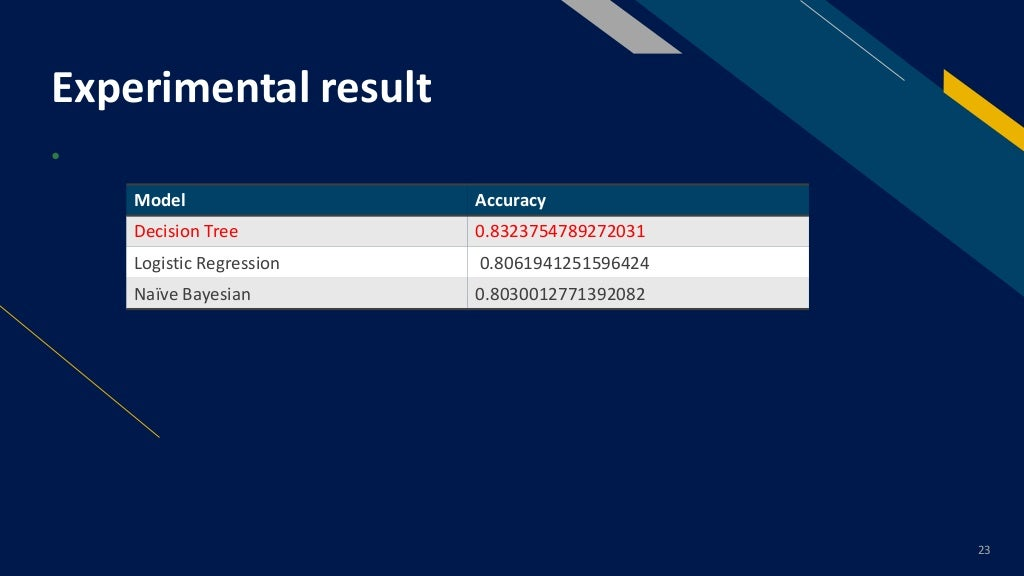 Experimental result
•
Model Accuracy
Decision Tree 0.8323754789272031
Logistic Regression 0.8061941251596424
Naïve Bayesian 0.8030012771392082
23